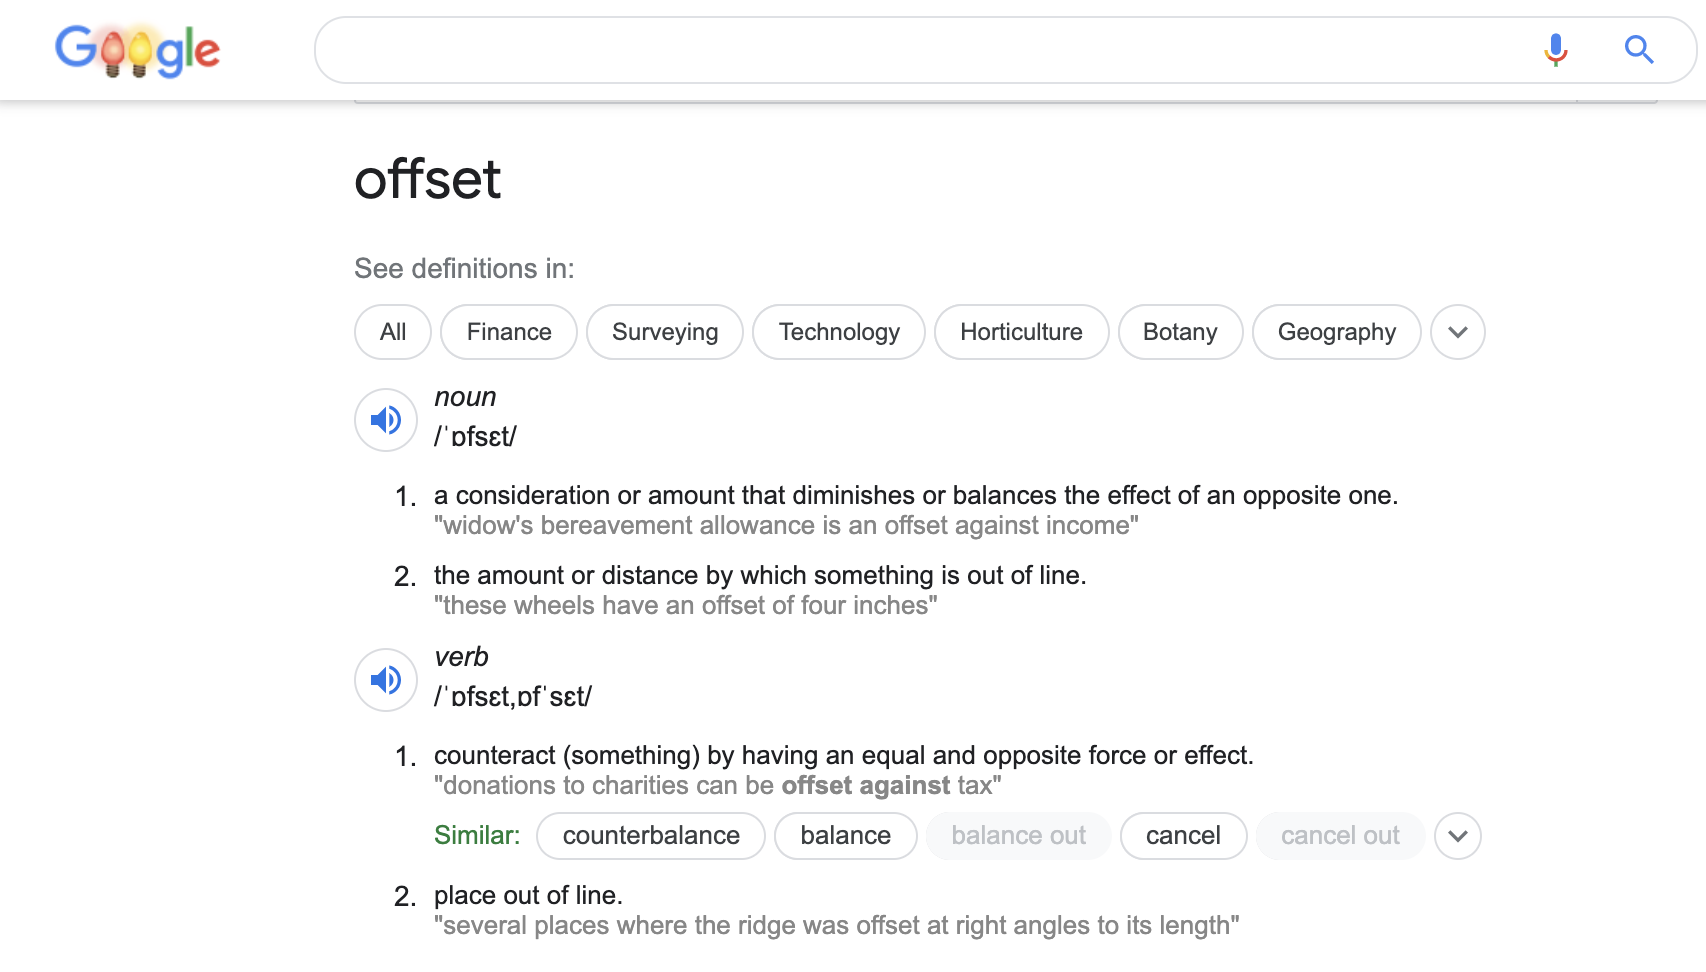 Google
offset
See definitions in:
All Finance Surveying Technology Horticulture Botany Geography
noun
/ˈɒfsɛt/
1. a consideration or amount that diminishes or balances the effect of an opposite one.
"widow's bereavement allowance is an offset against income"
2. the amount or distance by which something is out of line.
"these wheels have an offset of four inches"
verb
/ˈɒfsɛt,ɒfˈsɛt/
1. counteract (something) by having an equal and opposite force or effect.
"donations to charities can be offset against tax"
Similar: counterbalance balance balance out cancel cancel out
2. place out of line.
"several places where the ridge was offset at right angles to its length"